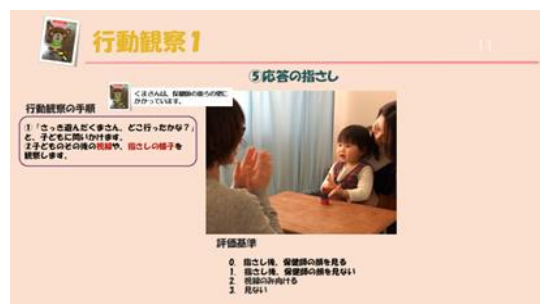 行動観察1
11
⑤応答の指さし
くまさんは、保健師の後ろの壁に
かかっています。
行動観察の手順
①「さっき遊んだくまさん、どこ行ったかな?」
と、子どもに問いかけます。
②子どものその後の視線や、指さしの様子を
観察します。
評価基準
0. 指さし後、保健師の顔を見る
1. 指さし後、保健師の顔を見ない
2. 視線のみ向ける
3. 見ない